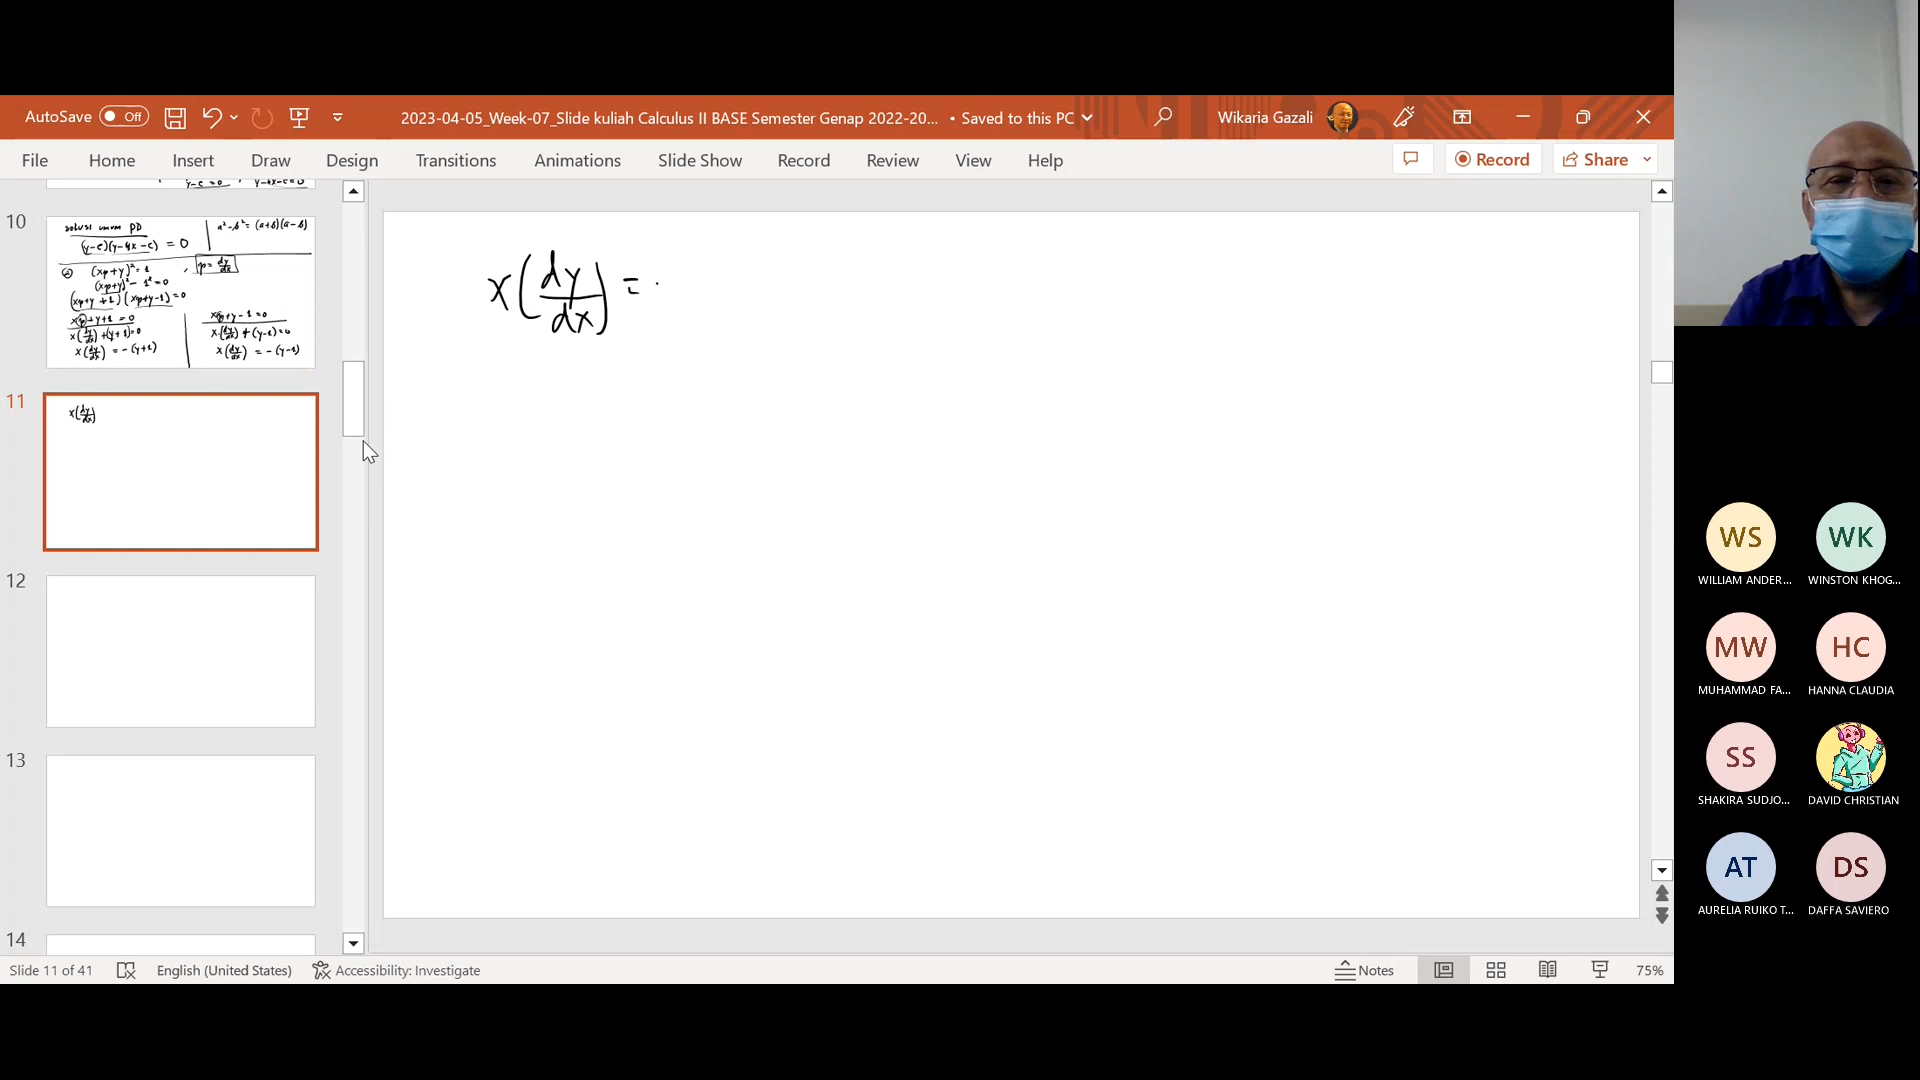 AutoSave Off
2023-04-05_Week-07_Slide kuliah Calculus II BASE Semester Genap 2022-20... • Saved to this PC
Wikaria Gazali
File Home Insert Draw Design Transitions Animations Slide Show Record Review View Help
Record Share
10
solusi umum PD
(y-c)(y-4x-c) = 0
a² - b² = (a+b)(a-b)
② (xp+y)² = 1 , p = dy/dx
(xp+y)² - 1² = 0
(xp+y+1)(xp+y-1) = 0
xp+y+1 = 0
x(dy/dx)+(y+1)=0
x(dy/dx) = -(y+1)
xp+y-1=0
x(dy/dx)+(y-1)=0
x(dy/dx) = -(y-1)
11
x(dy/dx)
12
13
14
x(dy/dx) =
Slide 11 of 41 English (United States) Accessibility: Investigate
Notes 75%
WS WK
WILLIAM ANDER... WINSTON KHOG...
MW HC
MUHAMMAD FA... HANNA CLAUDIA
SS
SHAKIRA SUDJO... DAVID CHRISTIAN
AT DS
AURELIA RUIKO T... DAFFA SAVIERO